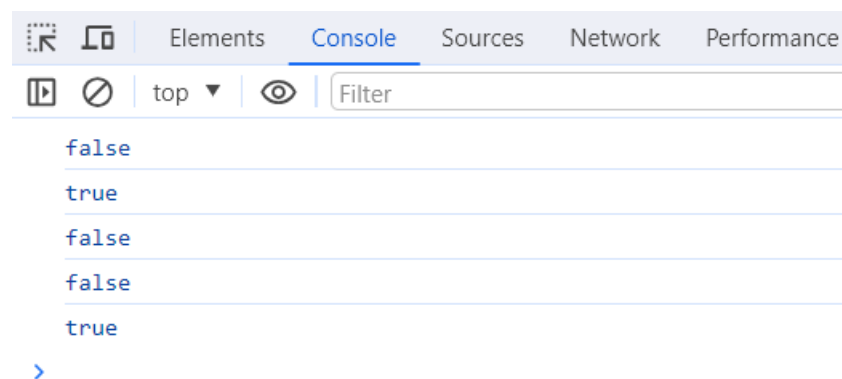 Elements Console Sources Network Performance
top Filter
false
true
false
false
true